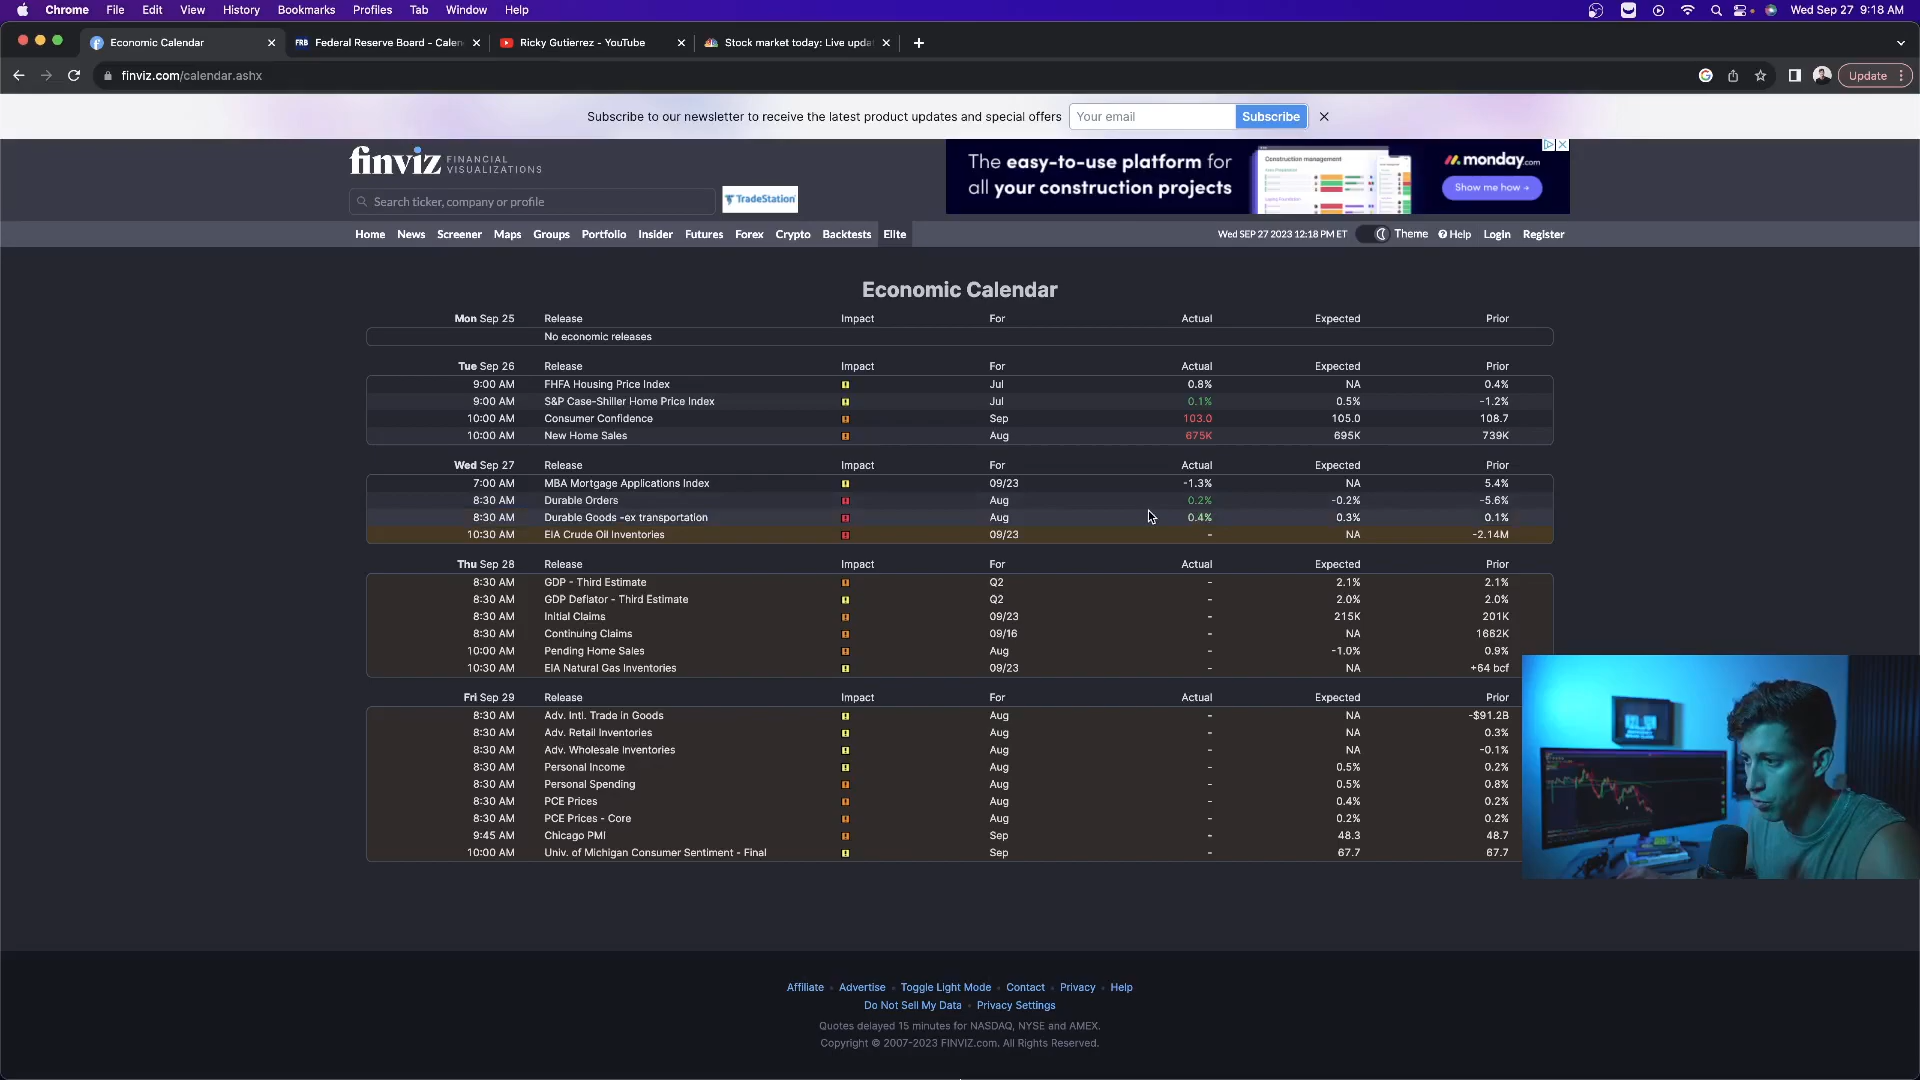 Chrome File Edit View History Bookmarks Profiles Tab Window Help Wed Sep 27 9:18 AM
Economic Calendar FRB Federal Reserve Board - Calen Ricky Gutierrez - YouTube Stock market today: Live upda
finviz.com/calendar.ashx Update
Subscribe to our newsletter to receive the latest product updates and special offers Your email Subscribe
finviz FINANCIAL VISUALIZATIONS
The easy-to-use platform for all your construction projects
Construction management
monday.com
Show me how →
Search ticker, company or profile TradeStation
Home News Screener Maps Groups Portfolio Insider Futures Forex Crypto Backtests Elite Wed SEP 27 2023 12:18 PM ET Theme Help Login Register
Economic Calendar
Mon Sep 25 Release Impact For Actual Expected Prior
No economic releases
Tue Sep 26 Release Impact For Actual Expected Prior
9:00 AM FHFA Housing Price Index Jul 0.8% NA 0.4%
9:00 AM S&P Case-Shiller Home Price Index Jul 0.1% 0.5% -1.2%
10:00 AM Consumer Confidence Sep 103.0 105.0 108.7
10:00 AM New Home Sales Aug 675K 695K 739K
Wed Sep 27 Release Impact For Actual Expected Prior
7:00 AM MBA Mortgage Applications Index 09/23 -1.3% NA 5.4%
8:30 AM Durable Orders Aug 0.2% -0.2% -5.6%
8:30 AM Durable Goods -ex transportation Aug 0.4% 0.3% 0.1%
10:30 AM EIA Crude Oil Inventories 09/23 - NA -2.14M
Thu Sep 28 Release Impact For Actual Expected Prior
8:30 AM GDP - Third Estimate Q2 - 2.1% 2.1%
8:30 AM GDP Deflator - Third Estimate Q2 - 2.0% 2.0%
8:30 AM Initial Claims 09/23 - 215K 201K
8:30 AM Continuing Claims 09/16 - NA 1662K
10:00 AM Pending Home Sales Aug - -1.0% 0.9%
10:30 AM EIA Natural Gas Inventories 09/23 - NA +64 bcf
Fri Sep 29 Release Impact For Actual Expected Prior
8:30 AM Adv. Intl. Trade in Goods Aug - NA -$91.2B
8:30 AM Adv. Retail Inventories Aug - NA 0.3%
8:30 AM Adv. Wholesale Inventories Aug - NA -0.1%
8:30 AM Personal Income Aug - 0.5% 0.2%
8:30 AM Personal Spending Aug - 0.5% 0.8%
8:30 AM PCE Prices Aug - 0.4% 0.2%
8:30 AM PCE Prices - Core Aug - 0.2% 0.2%
9:45 AM Chicago PMI Sep - 48.3 48.7
10:00 AM Univ. of Michigan Consumer Sentiment - Final Sep - 67.7 67.7
Affiliate • Advertise • Toggle Light Mode • Contact • Privacy • Help
Do Not Sell My Data • Privacy Settings
Quotes delayed 15 minutes for NASDAQ, NYSE and AMEX.
Copyright © 2007-2023 FINVIZ.com. All Rights Reserved.